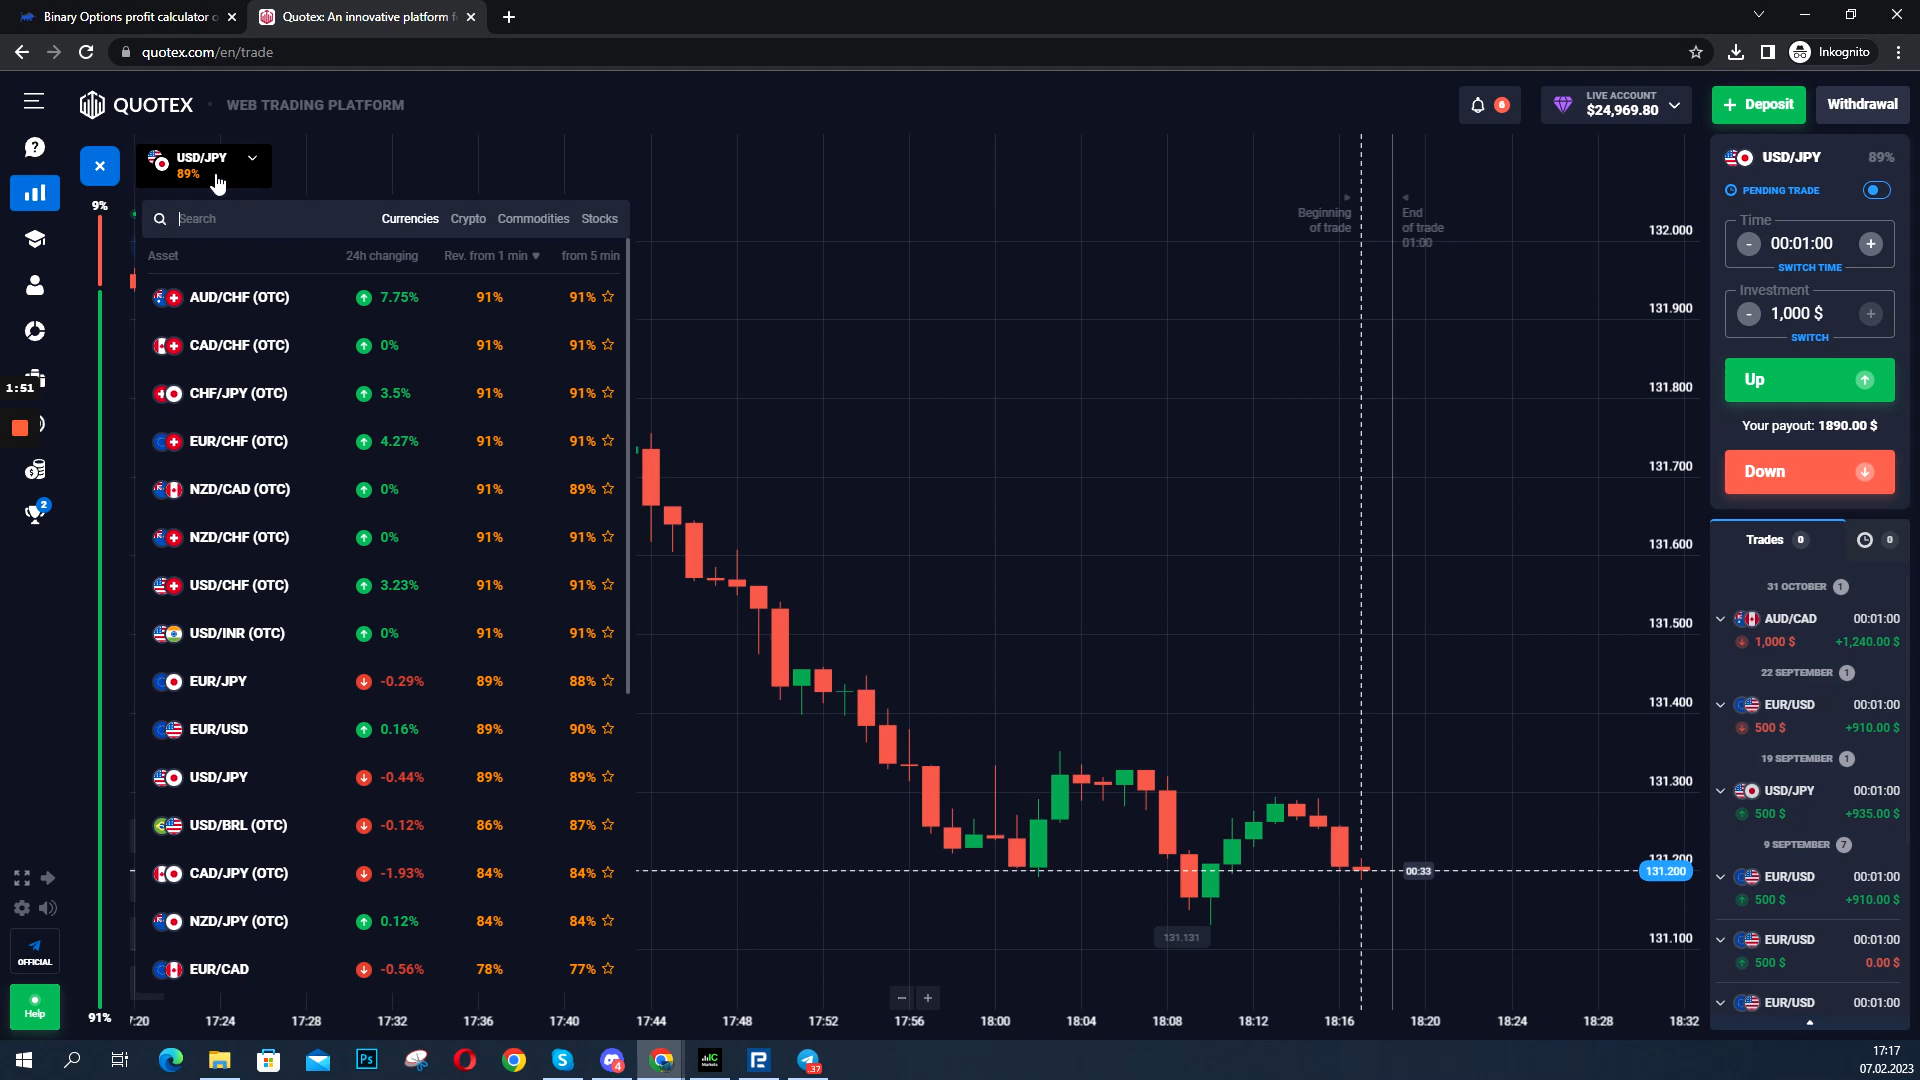 Binary Options profit calculator o
Quotex: An innovative platform f
quotex.com/en/trade
Inkognito
QUOTEX
WEB TRADING PLATFORM
6
LIVE ACCOUNT
$24,969.80
+ Deposit
Withdrawal
USD/JPY
89%
9%
91%
Search
Currencies Crypto Commodities Stocks
Asset 24h changing Rev. from 1 min from 5 min
AUD/CHF (OTC) 7.75% 91% 91%
CAD/CHF (OTC) 0% 91% 91%
CHF/JPY (OTC) 3.5% 91% 91%
EUR/CHF (OTC) 4.27% 91% 91%
NZD/CAD (OTC) 0% 91% 89%
NZD/CHF (OTC) 0% 91% 91%
USD/CHF (OTC) 3.23% 91% 91%
USD/INR (OTC) 0% 91% 91%
EUR/JPY -0.29% 89% 88%
EUR/USD 0.16% 89% 90%
USD/JPY -0.44% 89% 89%
USD/BRL (OTC) -0.12% 86% 87%
CAD/JPY (OTC) -1.93% 84% 84%
NZD/JPY (OTC) 0.12% 84% 84%
EUR/CAD -0.56% 78% 77%
1:51
2
OFFICIAL
Help
Beginning
of trade
End
of trade
01:00
132.000
131.900
131.800
131.700
131.600
131.500
131.400
131.300
131.200
131.200
131.100
00:33
131.131
7:20 17:24 17:28 17:32 17:36 17:40 17:44 17:48 17:52 17:56 18:00 18:04 18:08 18:12 18:16 18:20 18:24 18:28 18:32
USD/JPY 89%
PENDING TRADE
Time
- 00:01:00 +
SWITCH TIME
Investment
- 1,000 $ +
SWITCH
Up
Your payout: 1890.00 $
Down
Trades 0 0
31 OCTOBER 1
AUD/CAD 00:01:00
1,000 $ +1,240.00 $
22 SEPTEMBER 1
EUR/USD 00:01:00
500 $ +910.00 $
19 SEPTEMBER 1
USD/JPY 00:01:00
500 $ +935.00 $
9 SEPTEMBER 7
EUR/USD 00:01:00
500 $ +910.00 $
EUR/USD 00:01:00
500 $ 0.00 $
EUR/USD 00:01:00
Ps
4
IC
Markets
37
17:17
07.02.2023